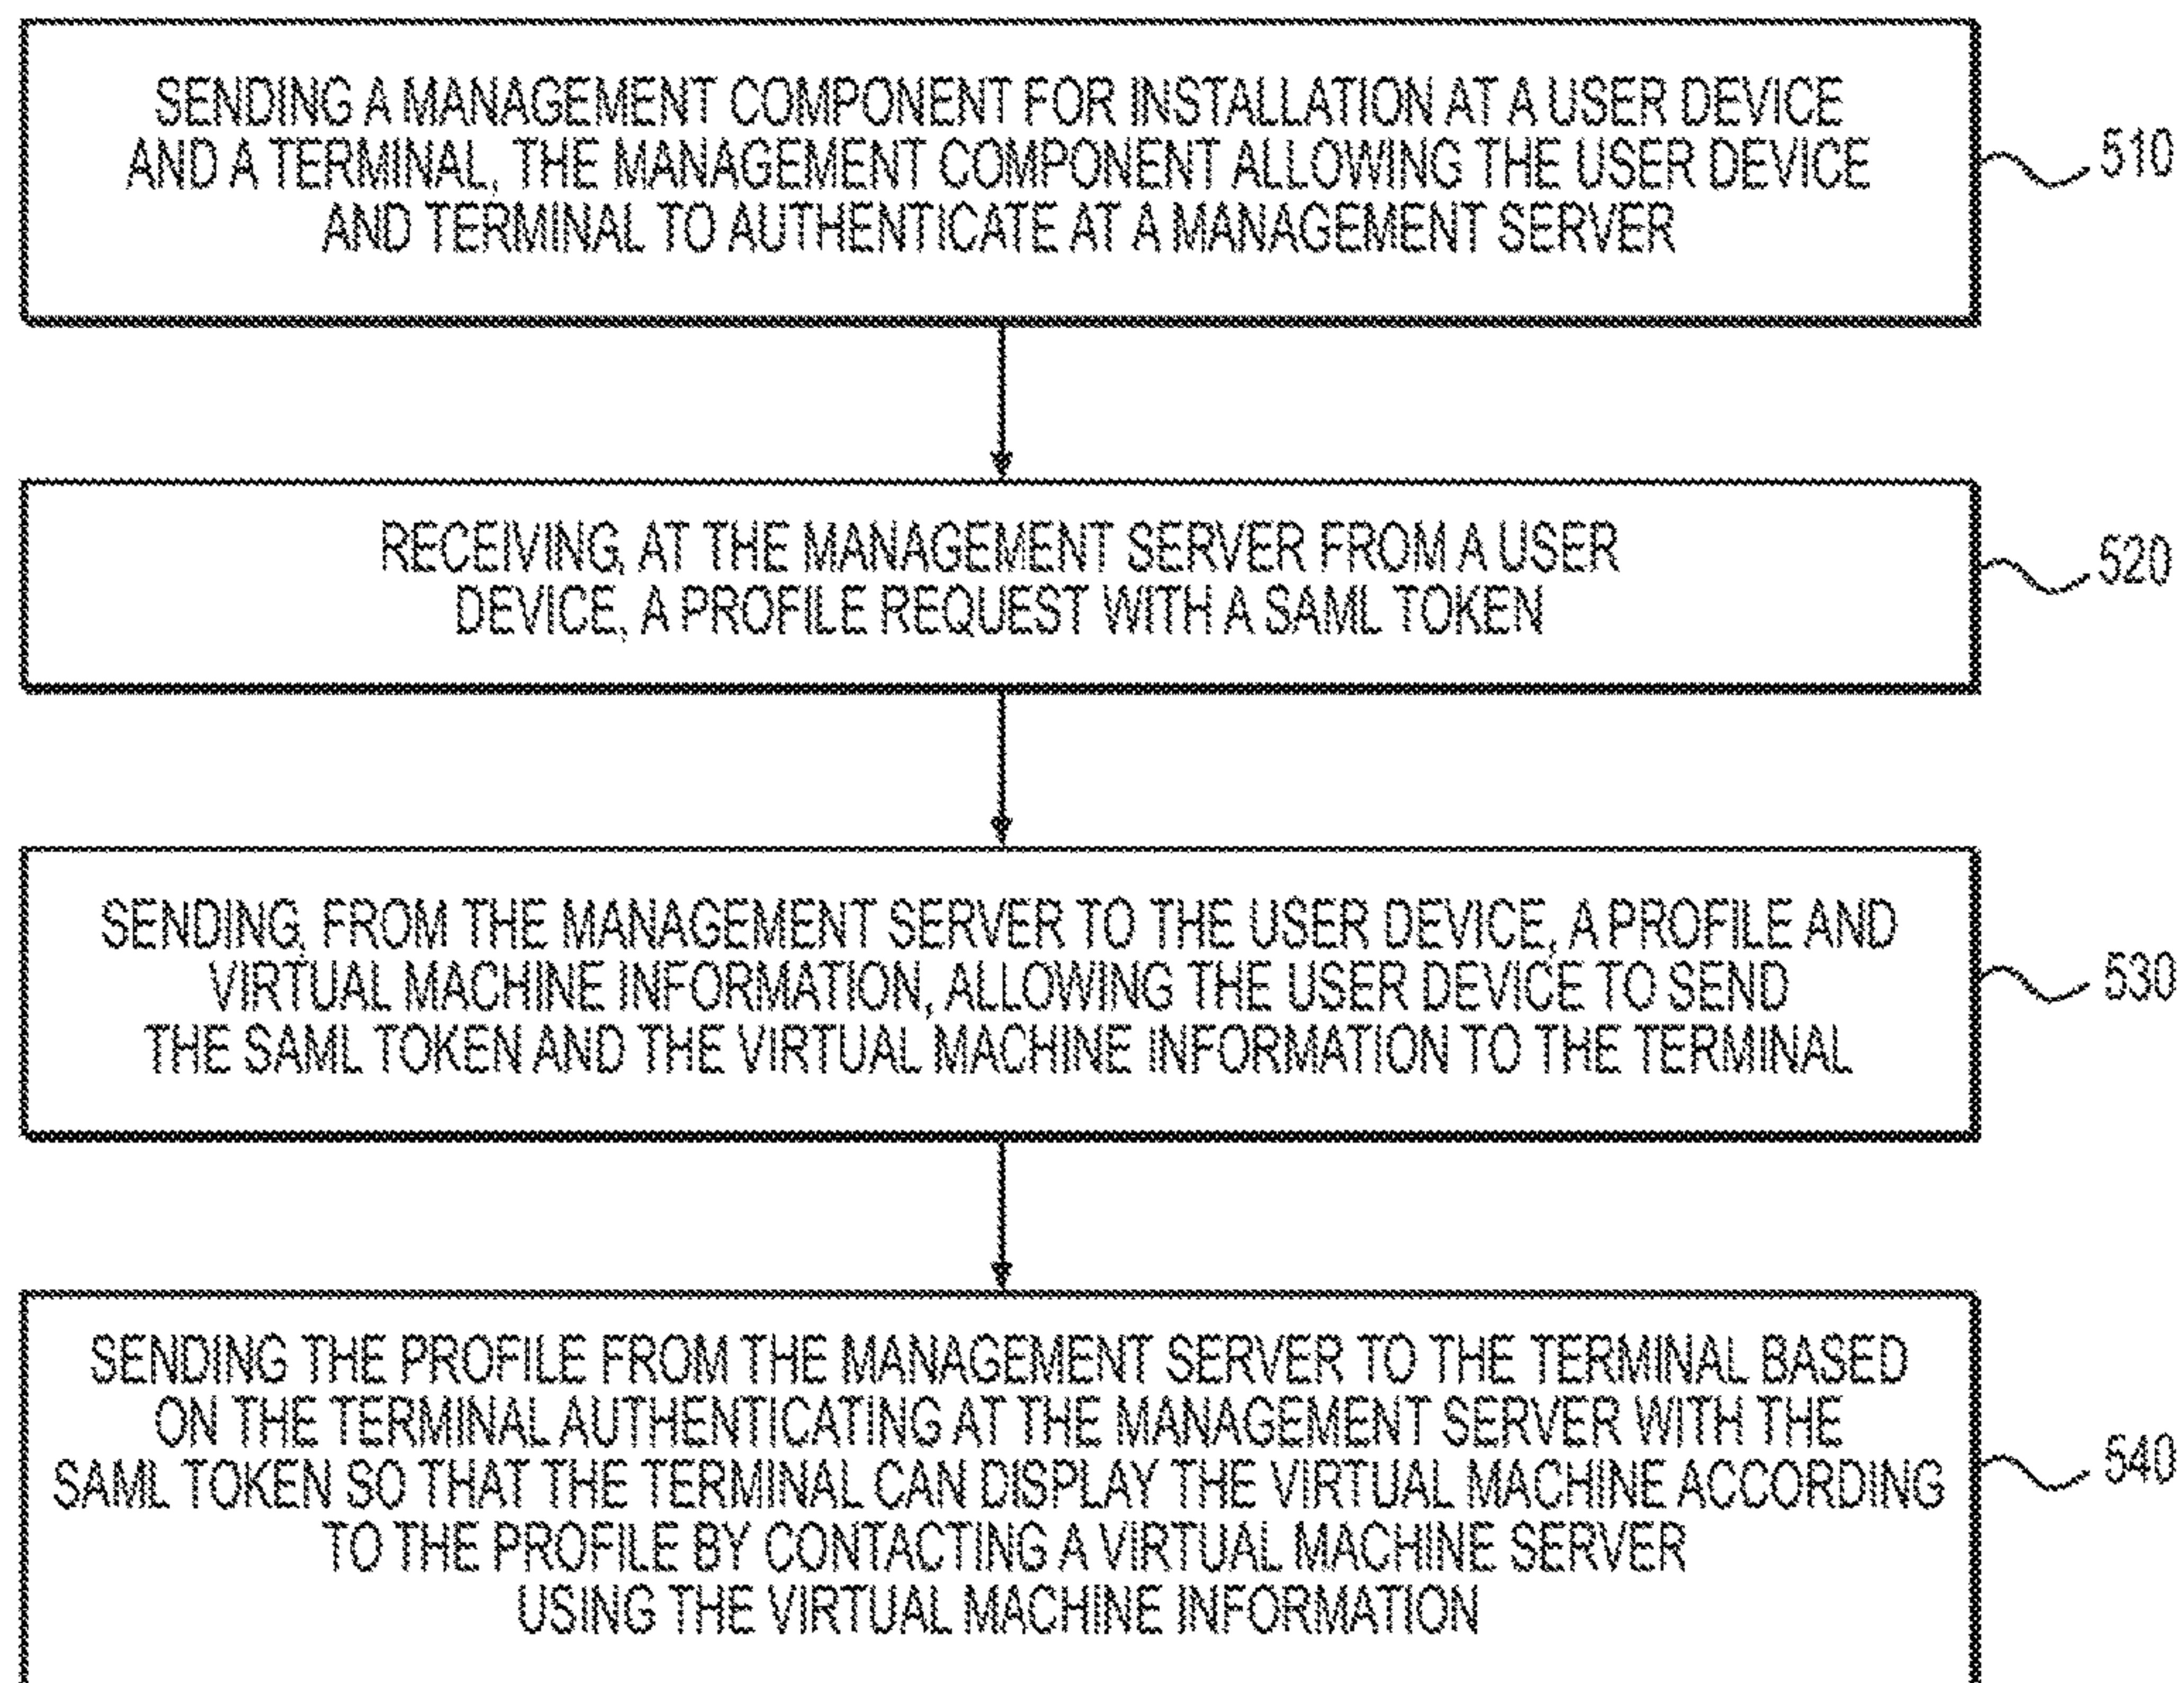 SENDING A MANAGEMENT COMPONENT FOR INSTALLATION AT A USER DEVICE
AND A TERMINAL, THE MANAGEMENT COMPONENT ALLOWING THE USER DEVICE
AND TERMINAL TO AUTHENTICATE AT A MANAGEMENT SERVER
510
RECEIVING, AT THE MANAGEMENT SERVER FROM A USER
DEVICE, A PROFILE REQUEST WITH A SAML TOKEN
520
SENDING, FROM THE MANAGEMENT SERVER TO THE USER DEVICE, A PROFILE AND
VIRTUAL MACHINE INFORMATION, ALLOWING THE USER DEVICE TO SEND
THE SAML TOKEN AND THE VIRTUAL MACHINE INFORMATION TO THE TERMINAL
530
SENDING THE PROFILE FROM THE MANAGEMENT SERVER TO THE TERMINAL BASED
ON THE TERMINAL AUTHENTICATING AT THE MANAGEMENT SERVER WITH THE
SAML TOKEN SO THAT THE TERMINAL CAN DISPLAY THE VIRTUAL MACHINE ACCORDING
TO THE PROFILE BY CONTACTING A VIRTUAL MACHINE SERVER
USING THE VIRTUAL MACHINE INFORMATION
540